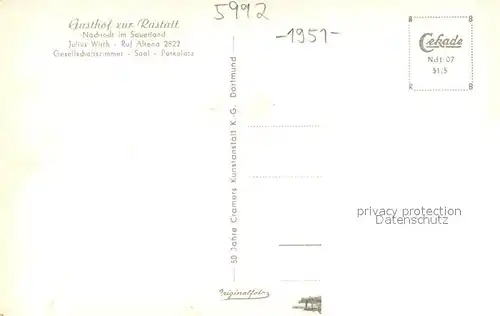 5992
-1951-
Gasthof zur Rastatt
Nachrodt im Sauerland
Julius Wirth - Ruf Altena 2822
Gesellschaftszimmer - Saal - Parkplatz
B B
Cekade
Ndt 07
51/5
R B
50 Jahre Cramers Kunstanstalt K.-G. Dortmund
privacy protection
Datenschutz
Originalfoto